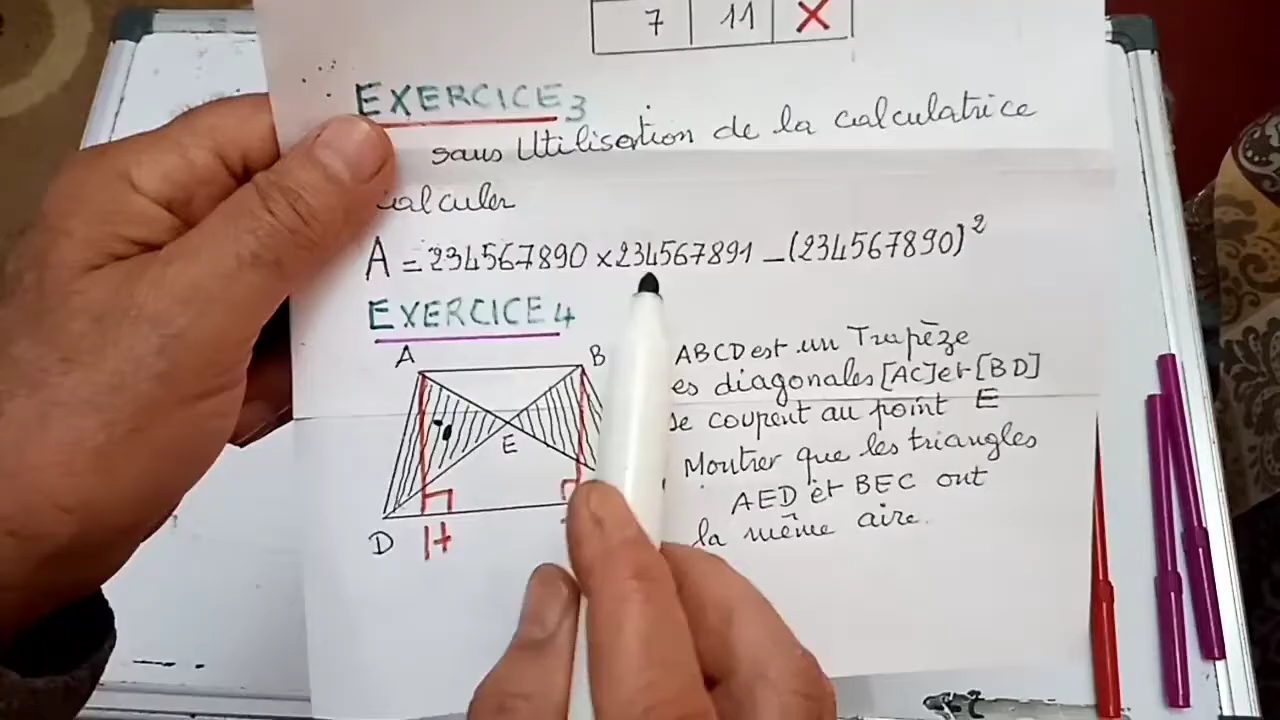 7 11 X
EXERCICE 3
sans Utilisation de la calculatrice
calculer
A = 234567890 × 234567891 – (234567890)²
EXERCICE 4
A B
ABCD est un Trapèze
es diagonales [AC] et [BD]
se coupent au point E
E
Moutrer que les triangles
AED et BEC ont
la même aire.
D H